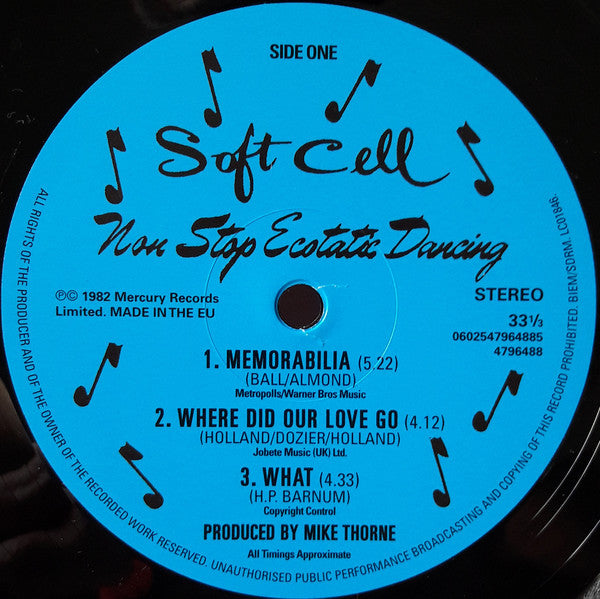 SIDE ONE
Soft Cell
Non Stop Ecstatic Dancing
℗© 1982 Mercury Records
Limited. MADE IN THE EU
STEREO
33⅓
0602547964885
4796488
1. MEMORABILIA (5.22)
(BALL/ALMOND)
Metropolls/Warner Bros Music
2. WHERE DID OUR LOVE GO (4.12)
(HOLLAND/DOZIER/HOLLAND)
Jobete Music (UK) Ltd.
3. WHAT (4.33)
(H.P. BARNUM)
Copyright Control
PRODUCED BY MIKE THORNE
All Timings Approximate
ALL RIGHTS OF THE PRODUCER AND OF THE OWNER OF THE RECORDED WORK RESERVED. UNAUTHORISED PUBLIC PERFORMANCE BROADCASTING AND COPYING OF THIS RECORD PROHIBITED. BIEM/SDRM. LC01846.